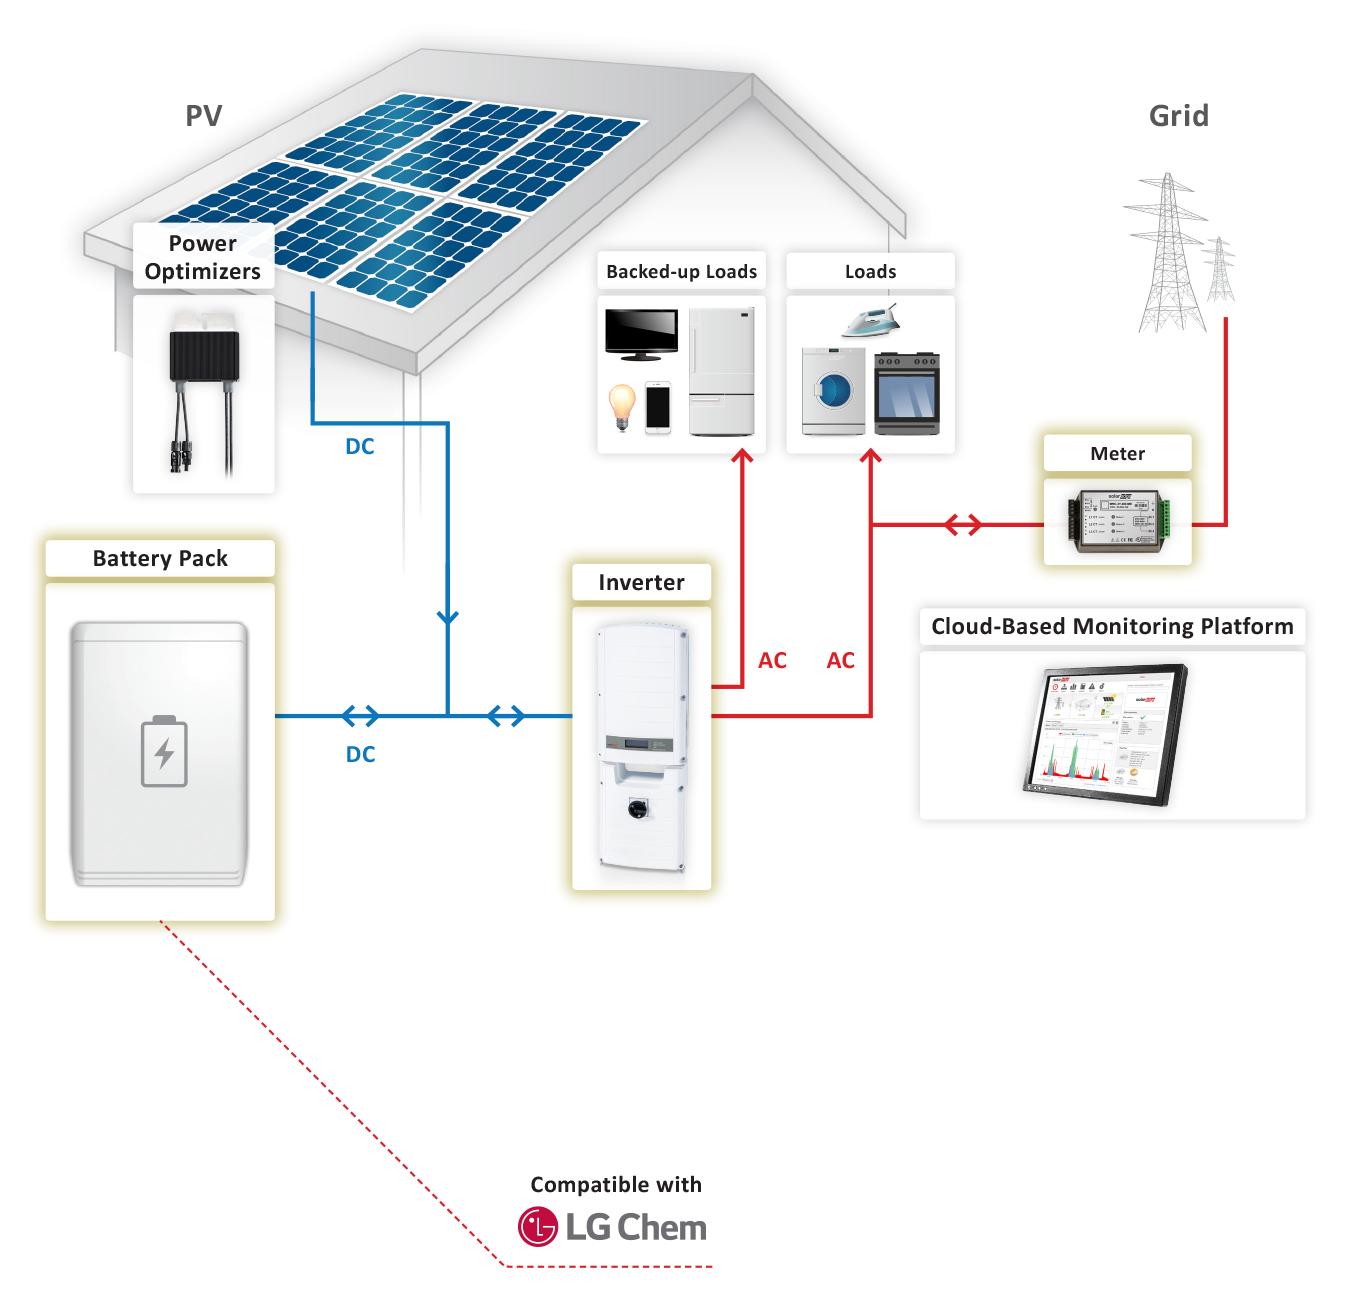 PV
Grid
Power
Optimizers
Backed-up Loads
Loads
DC
Meter
solar
Battery Pack
Inverter
Cloud-Based Monitoring Platform
AC
AC
DC
Compatible with
LG Chem